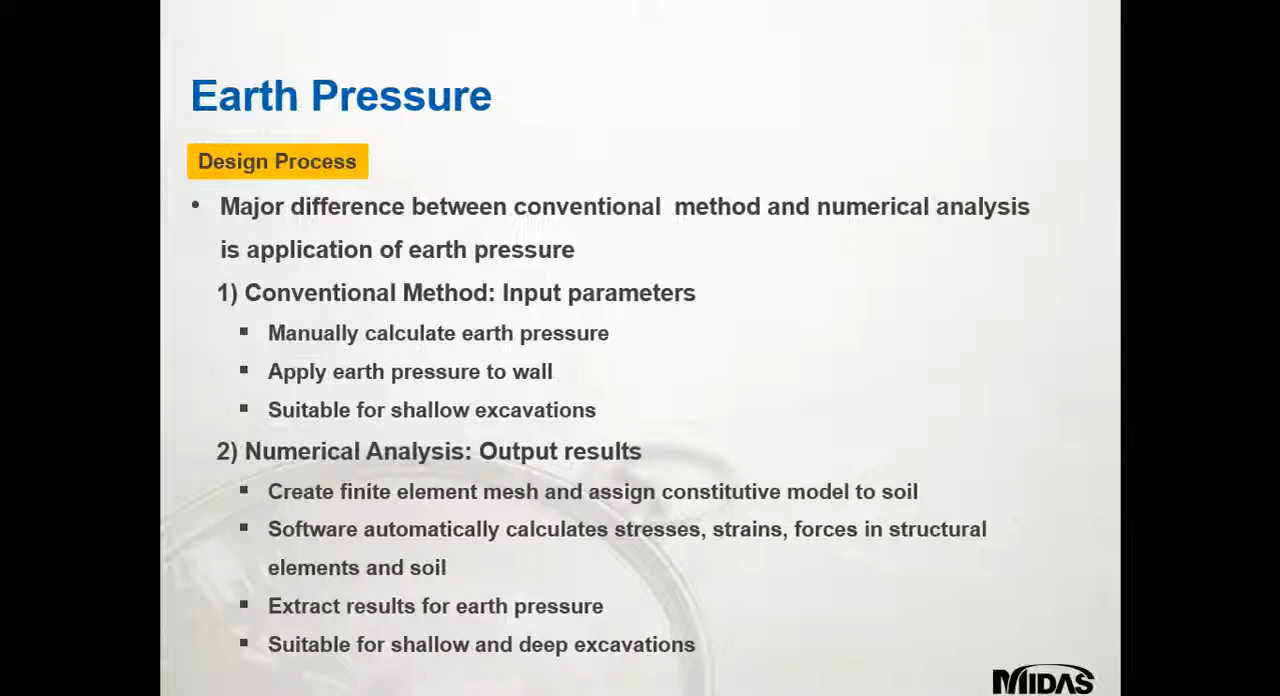 Earth Pressure
Design Process
• Major difference between conventional method and numerical analysis
is application of earth pressure
1) Conventional Method: Input parameters
▪ Manually calculate earth pressure
▪ Apply earth pressure to wall
▪ Suitable for shallow excavations
2) Numerical Analysis: Output results
▪ Create finite element mesh and assign constitutive model to soil
▪ Software automatically calculates stresses, strains, forces in structural
elements and soil
▪ Extract results for earth pressure
▪ Suitable for shallow and deep excavations
MIDAS